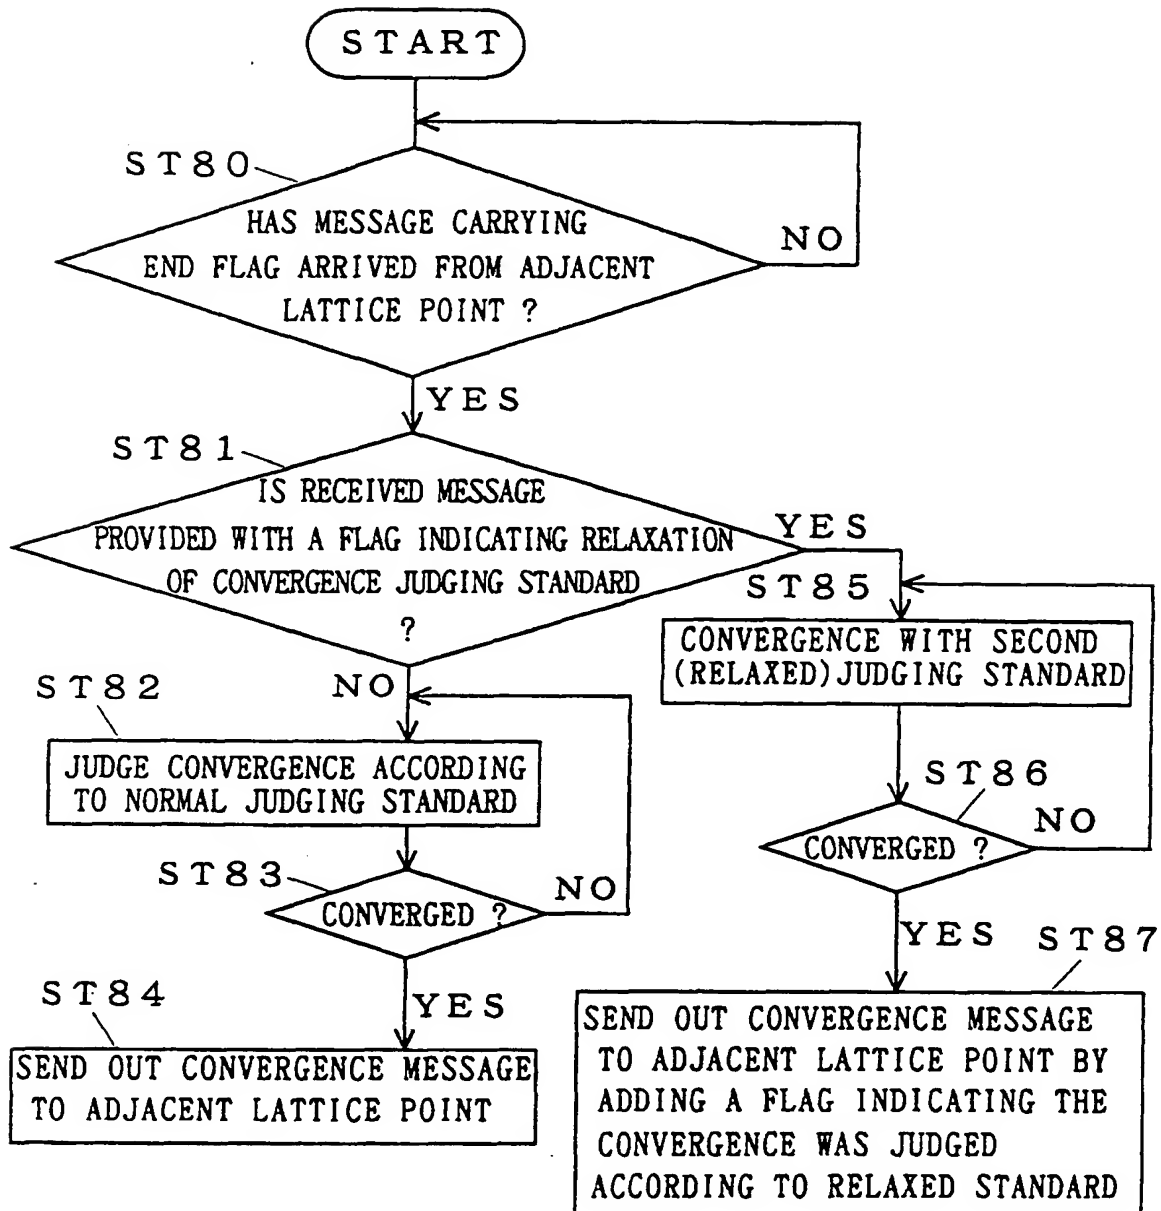 START
ST80
HAS MESSAGE CARRYING
END FLAG ARRIVED FROM ADJACENT
LATTICE POINT ?
NO
YES
ST81
IS RECEIVED MESSAGE
PROVIDED WITH A FLAG INDICATING RELAXATION
OF CONVERGENCE JUDGING STANDARD
?
YES
NO
ST82
JUDGE CONVERGENCE ACCORDING
TO NORMAL JUDGING STANDARD
ST83
CONVERGED ?
NO
YES
ST84
SEND OUT CONVERGENCE MESSAGE
TO ADJACENT LATTICE POINT
ST85
CONVERGENCE WITH SECOND
(RELAXED)JUDGING STANDARD
ST86
CONVERGED ?
NO
YES
ST87
SEND OUT CONVERGENCE MESSAGE
TO ADJACENT LATTICE POINT BY
ADDING A FLAG INDICATING THE
CONVERGENCE WAS JUDGED
ACCORDING TO RELAXED STANDARD